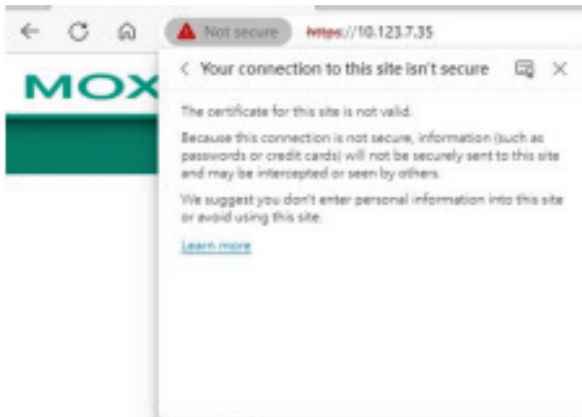 Not secure https://10.123.7.35
MOX
Your connection to this site isn't secure
The certificate for this site is not valid.
Because this connection is not secure, information (such as
passwords or credit cards) will not be securely sent to this site
and may be intercepted or seen by others.
We suggest you don't enter personal information into this site
or avoid using this site.
Learn more